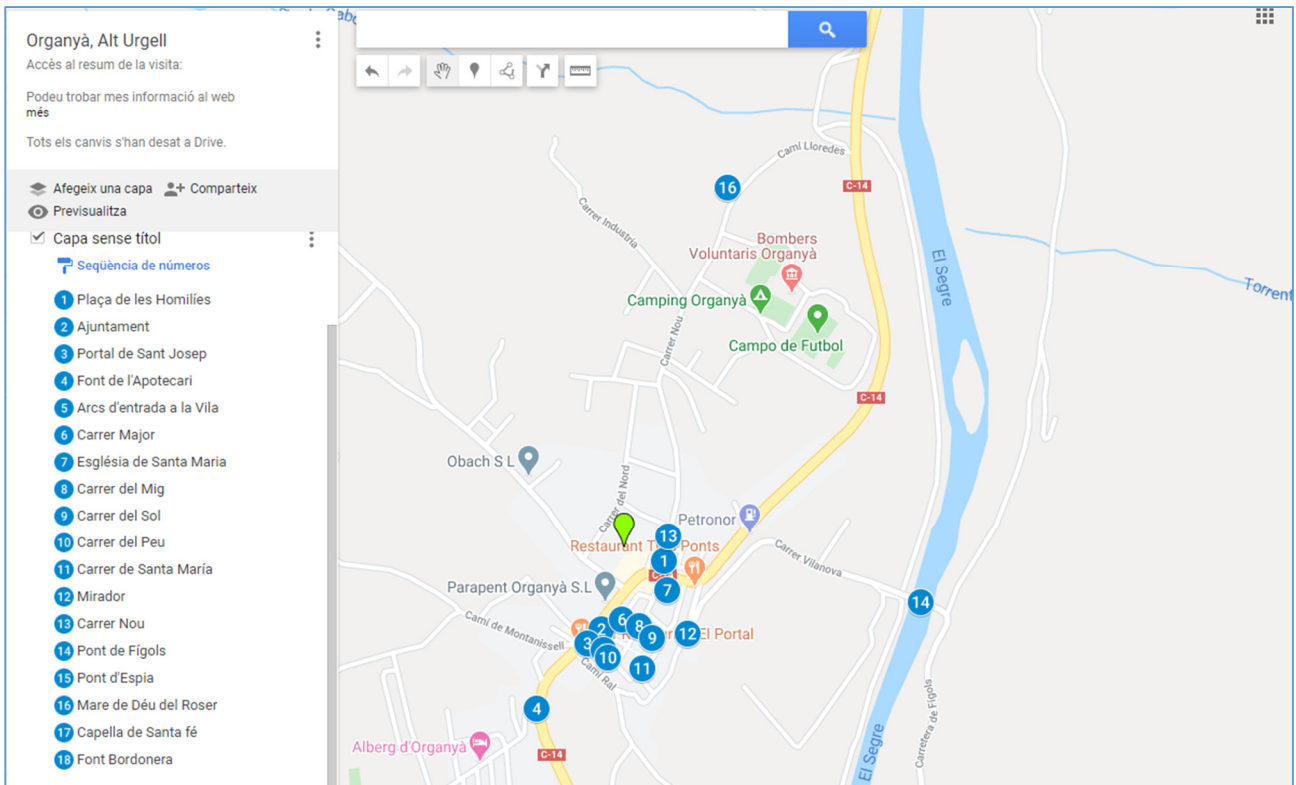 Organyà, Alt Urgell
Accès al resum de la visita:
Podeu trobar mes informació al web
més
Tots els canvis s'han desat a Drive.
Afegeix una capa
Comparteix
Previsualitza
Capa sense títol
Seqüència de números
1 Plaça de les Homilíes
2 Ajuntament
3 Portal de Sant Josep
4 Font de l'Apotecari
5 Arcs d'entrada a la Vila
6 Carrer Major
7 Església de Santa Maria
8 Carrer del Mig
9 Carrer del Sol
10 Carrer del Peu
11 Carrer de Santa María
12 Mirador
13 Carrer Nou
14 Pont de Fígols
15 Pont d'Espia
16 Mare de Déu del Roser
17 Capella de Santa fé
18 Font Bordonera
Camí Lloredes
16
C-14
Carrer Industria
Bombers
Voluntaris Organyà
El Segre
Torrent
Camping Organyà
Carrer Nou
Campo de Futbol
C-14
Obach S L
Carrer del Nord
Petronor
13
Restaurant
Ponts
1
Carrer Vilanova
7
Parapent Organyà S.L
14
Camí de Montanissell
6
2
8
9
12
El Portal
3
10
11
Camí Ral
4
Carretera de Fígols
Alberg d'Organyà
C-14
El Segre